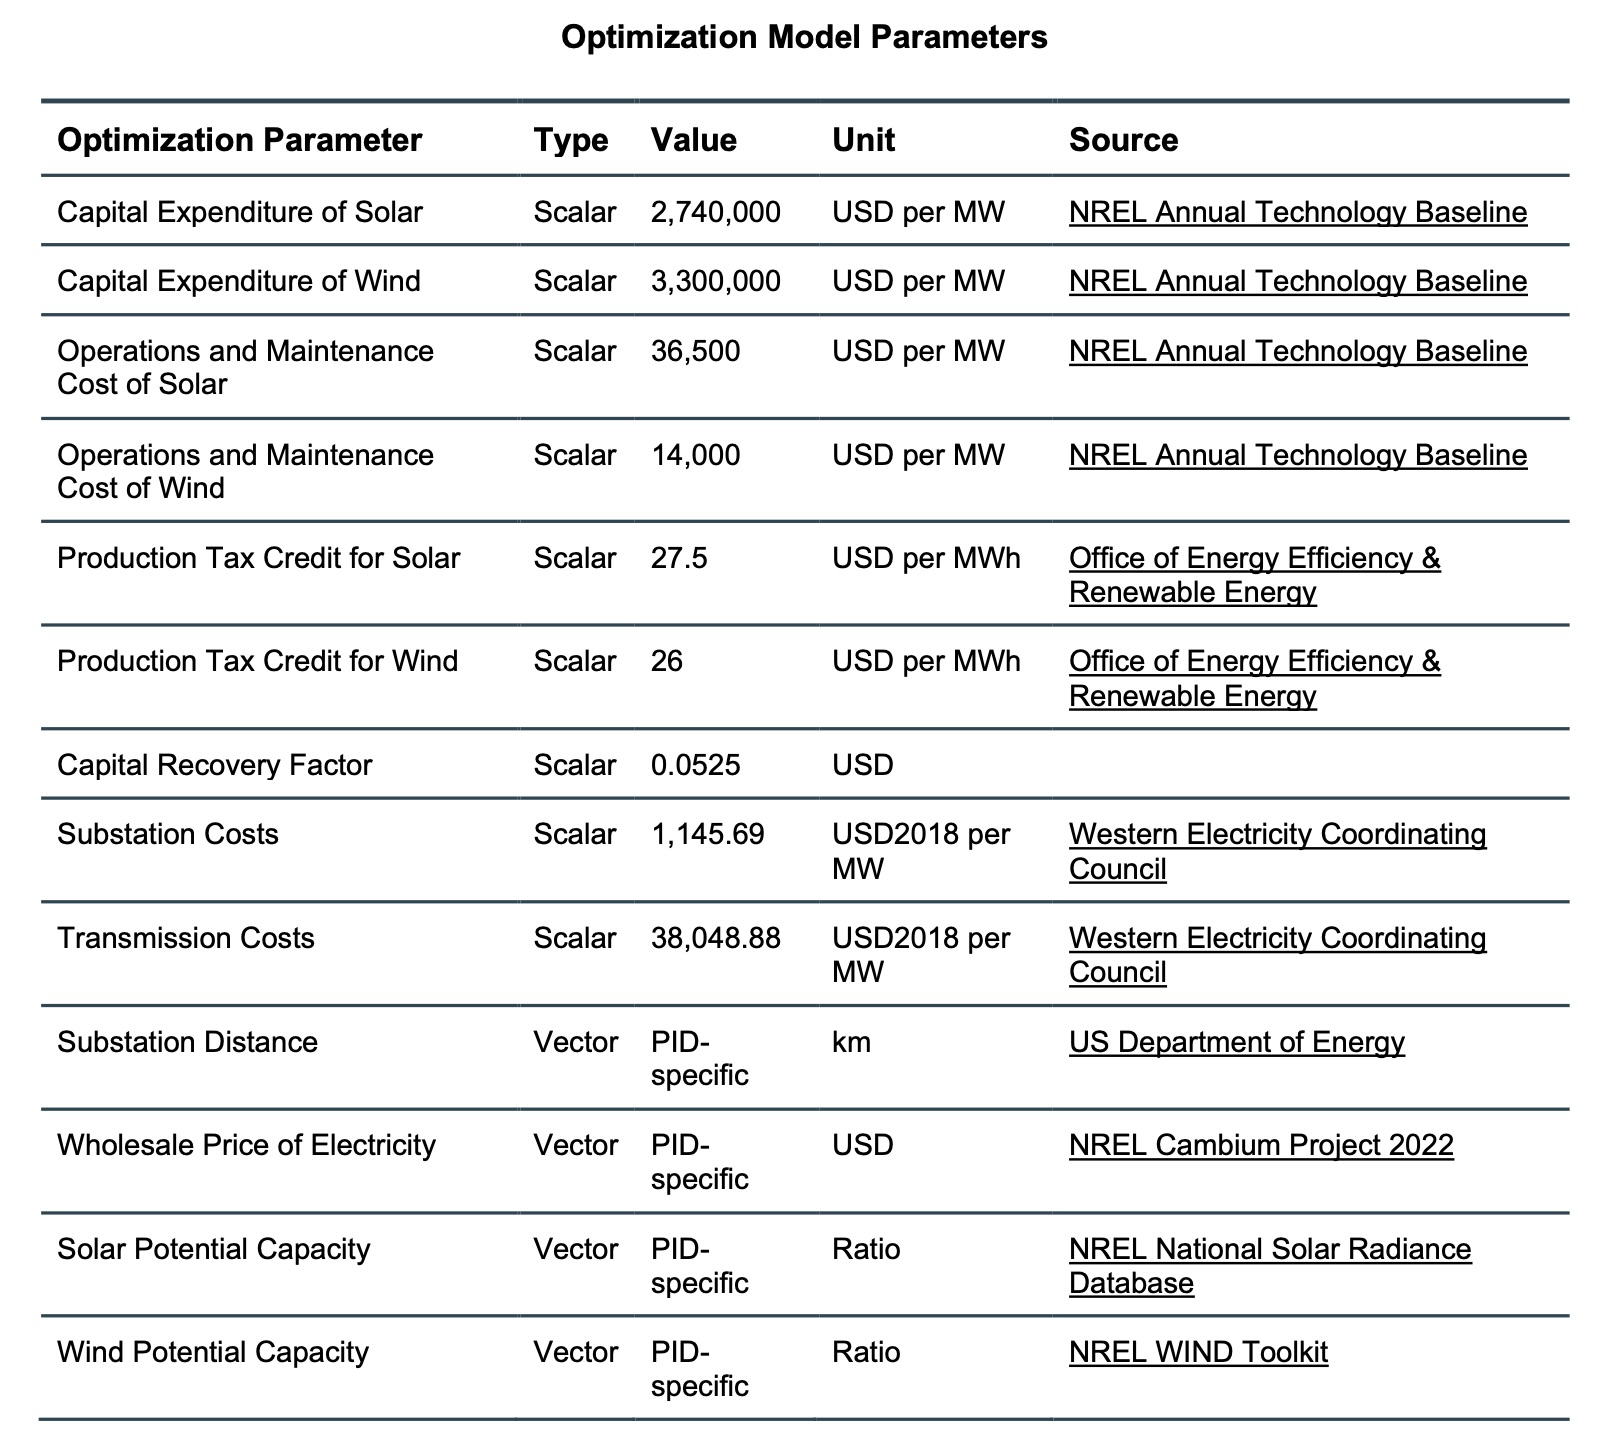 Optimization Model Parameters
Optimization Parameter Type Value Unit Source
Capital Expenditure of Solar Scalar 2,740,000 USD per MW NREL Annual Technology Baseline
Capital Expenditure of Wind Scalar 3,300,000 USD per MW NREL Annual Technology Baseline
Operations and Maintenance Scalar 36,500 USD per MW NREL Annual Technology Baseline
Cost of Solar
Operations and Maintenance Scalar 14,000 USD per MW NREL Annual Technology Baseline
Cost of Wind
Production Tax Credit for Solar Scalar 27.5 USD per MWh Office of Energy Efficiency &
Renewable Energy
Production Tax Credit for Wind Scalar 26 USD per MWh Office of Energy Efficiency &
Renewable Energy
Capital Recovery Factor Scalar 0.0525 USD
Substation Costs Scalar 1,145.69 USD2018 per Western Electricity Coordinating
MW Council
Transmission Costs Scalar 38,048.88 USD2018 per Western Electricity Coordinating
MW Council
Substation Distance Vector PID- km US Department of Energy
specific
Wholesale Price of Electricity Vector PID- USD NREL Cambium Project 2022
specific
Solar Potential Capacity Vector PID- Ratio NREL National Solar Radiance
specific Database
Wind Potential Capacity Vector PID- Ratio NREL WIND Toolkit
specific